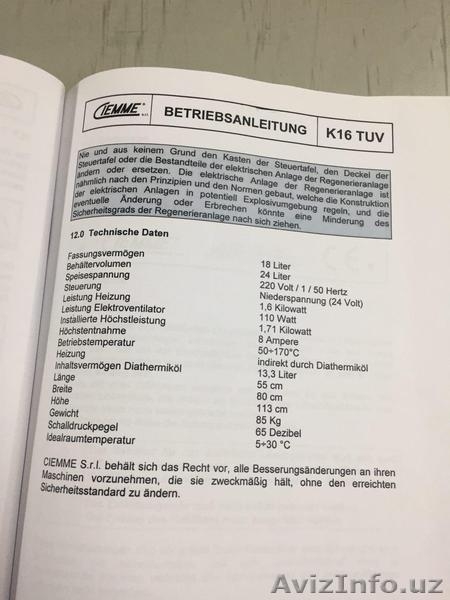 CIEMME® S.r.l.
BETRIEBSANLEITUNG
K16 TUV
Nie und aus keinem Grund den Kasten der Steuertafel, den Deckel der
Steuertafel oder die Bestandteile der elektrischen Anlage der Regenerieranlage
ändern oder ersetzen. Die elektrische Anlage der Regenerieranlage ist
nähmlich nach den Prinzipien und den Normen gebaut, welche die Konstruktion
der elektrischen Anlagen in potentiell Explosivumgebung regeln, und die
eventuelle Änderung oder Erbrechen könnte eine Minderung des
Sicherheitsgrads der Regenerieranlage nach sich ziehen.
12.0 Technische Daten
Fassungsvermögen 18 Liter
Behältervolumen 24 Liter
Speisespannung 220 Volt / 1 / 50 Hertz
Steuerung Niederspannung (24 Volt)
Leistung Heizung 1,6 Kilowatt
Leistung Elektroventilator 110 Watt
Installierte Höchstleistung 1,71 Kilowatt
Höchstentnahme 8 Ampere
Betriebstemperatur 50÷170°C
Heizung indirekt durch Diathermiköl
Inhaltsvermögen Diathermiköl 13,3 Liter
Länge 55 cm
Breite 80 cm
Höhe 113 cm
Gewicht 85 Kg
Schalldruckpegel 65 Dezibel
Idealraumtemperatur 5÷30 °C
CIEMME S.r.l. behält sich das Recht vor, alle Besserungsänderungen an ihren
Maschinen vorzunehmen, die sie zweckmäßig hält, ohne den erreichten
Sicherheitsstandard zu ändern.
AvizInfo.uz